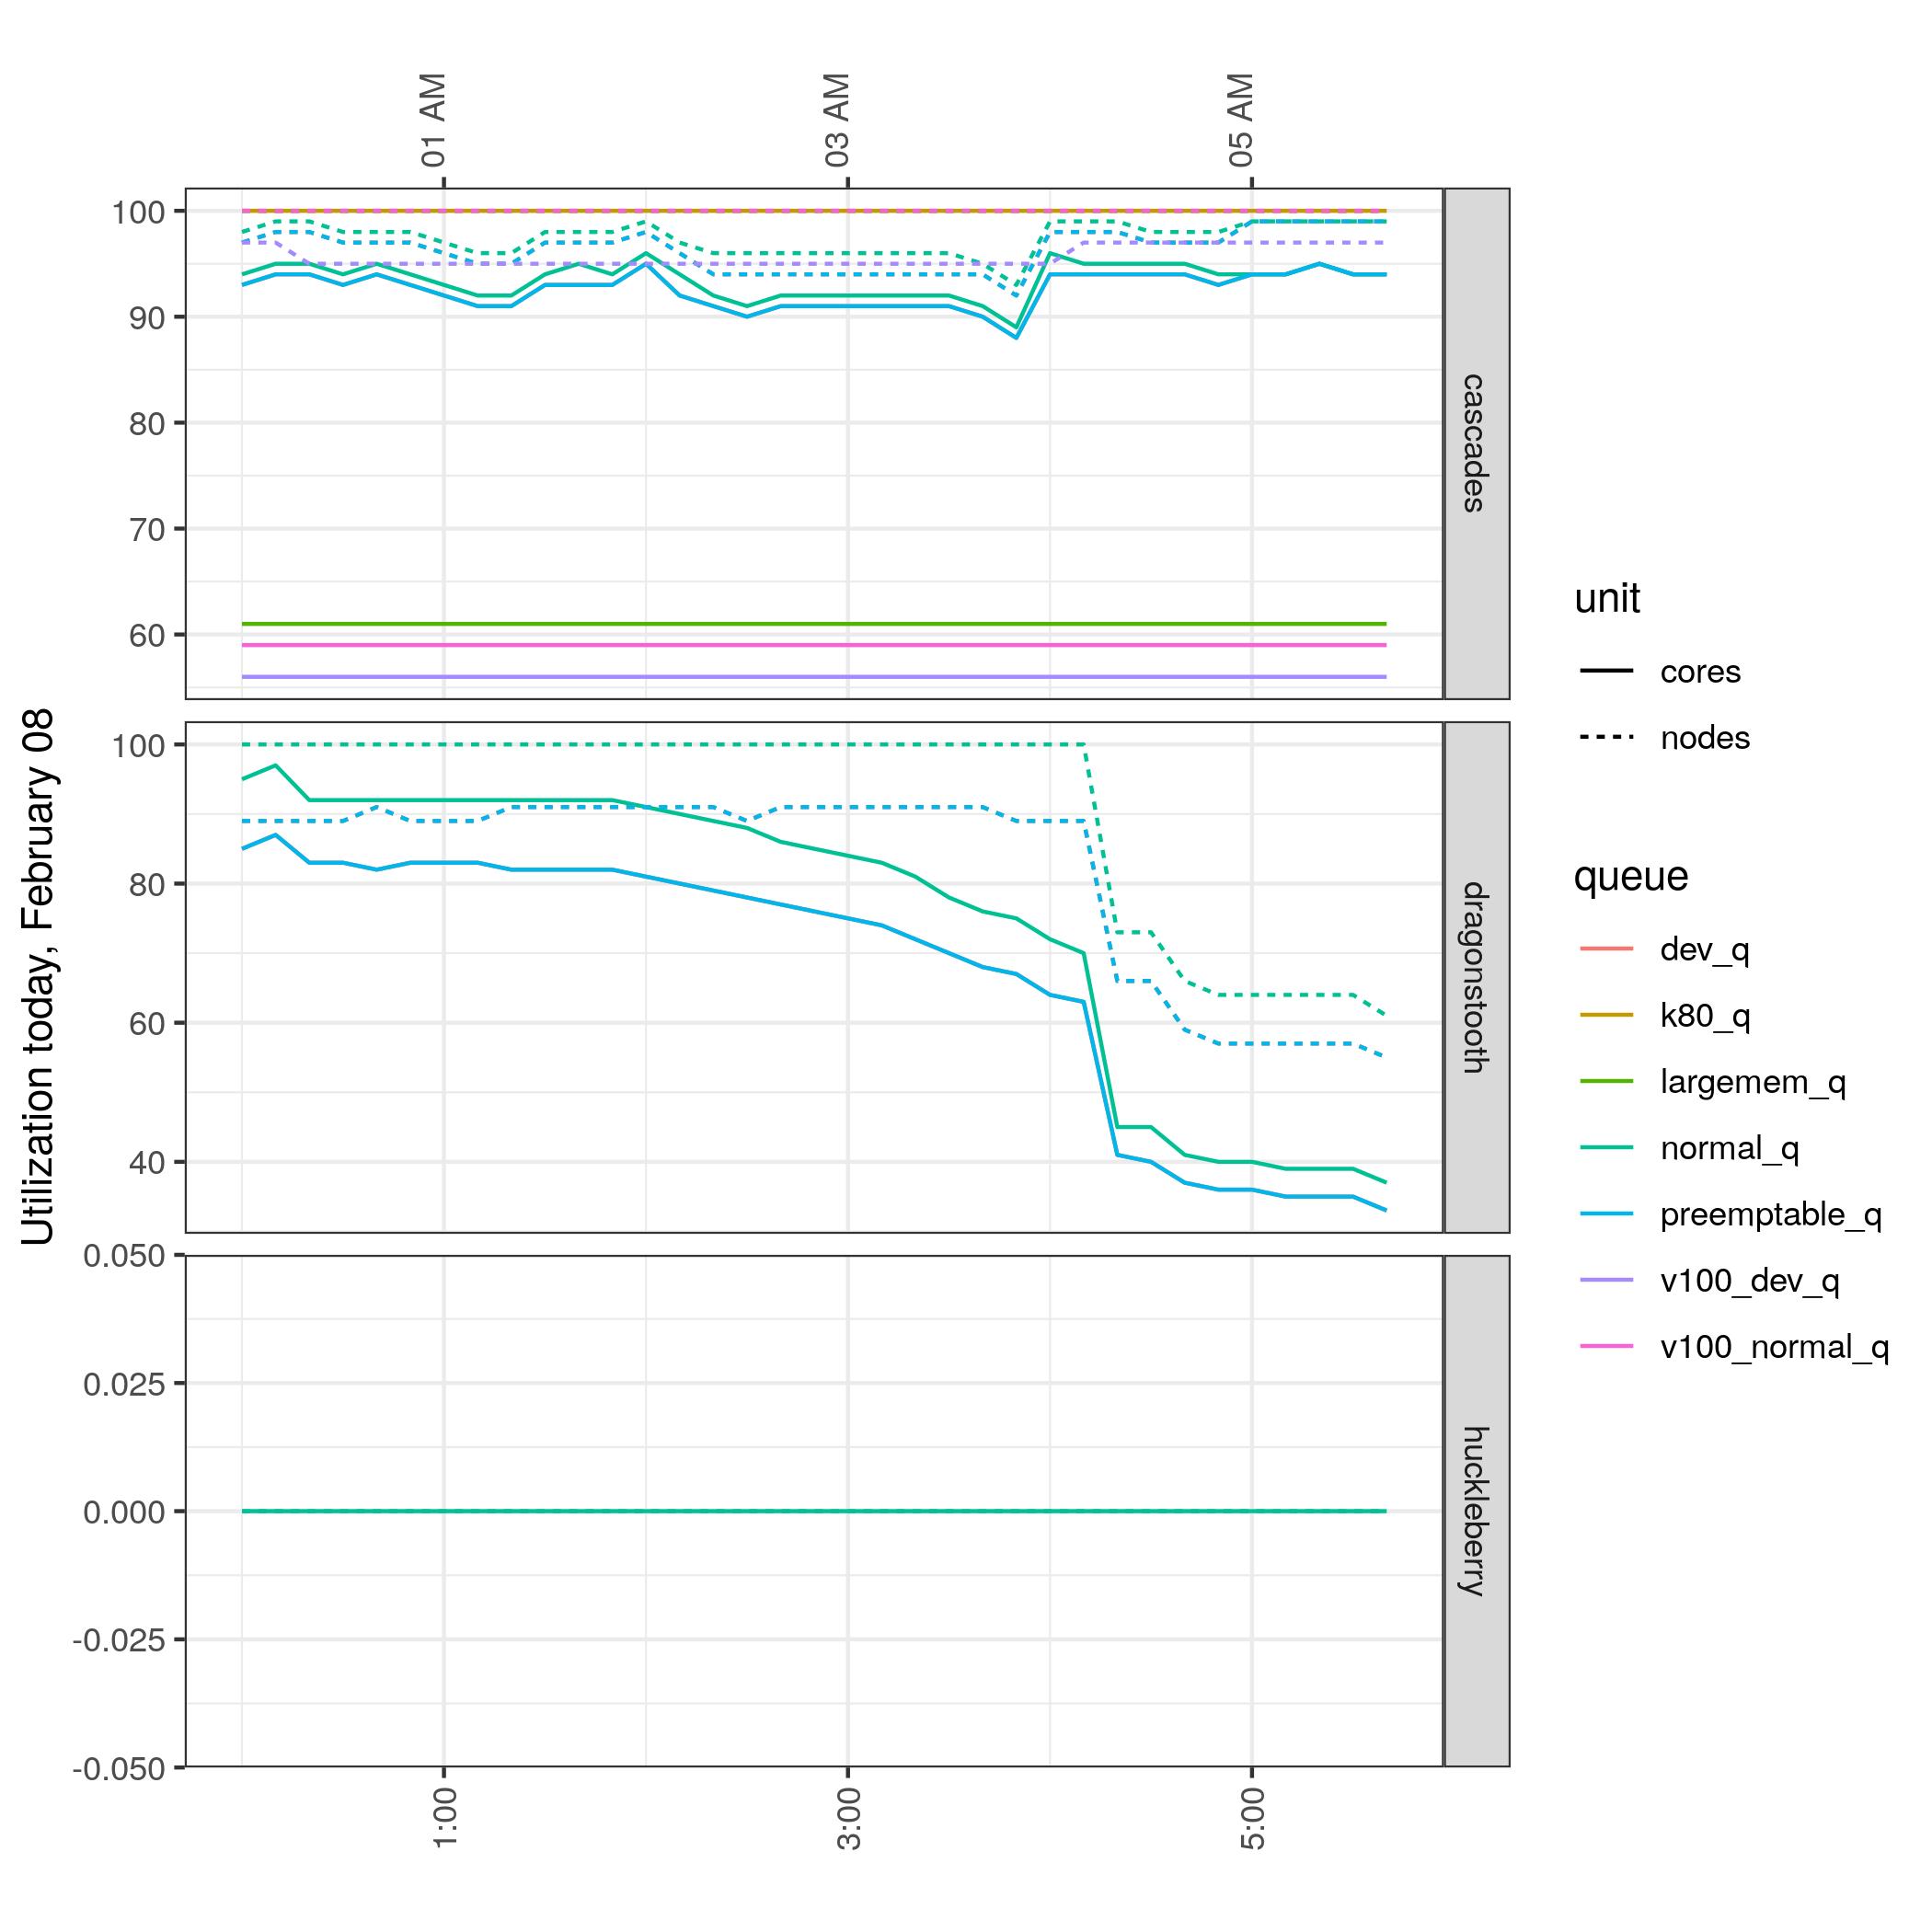 01 AM
03 AM
05 AM
Utilization today, February 08
100
90
80
70
60
cascades
100
80
60
40
dragonstooth
0.050
0.025
0.000
-0.025
-0.050
huckleberry
1:00
3:00
5:00
unit
cores
nodes
queue
dev_q
k80_q
largemem_q
normal_q
preemptable_q
v100_dev_q
v100_normal_q